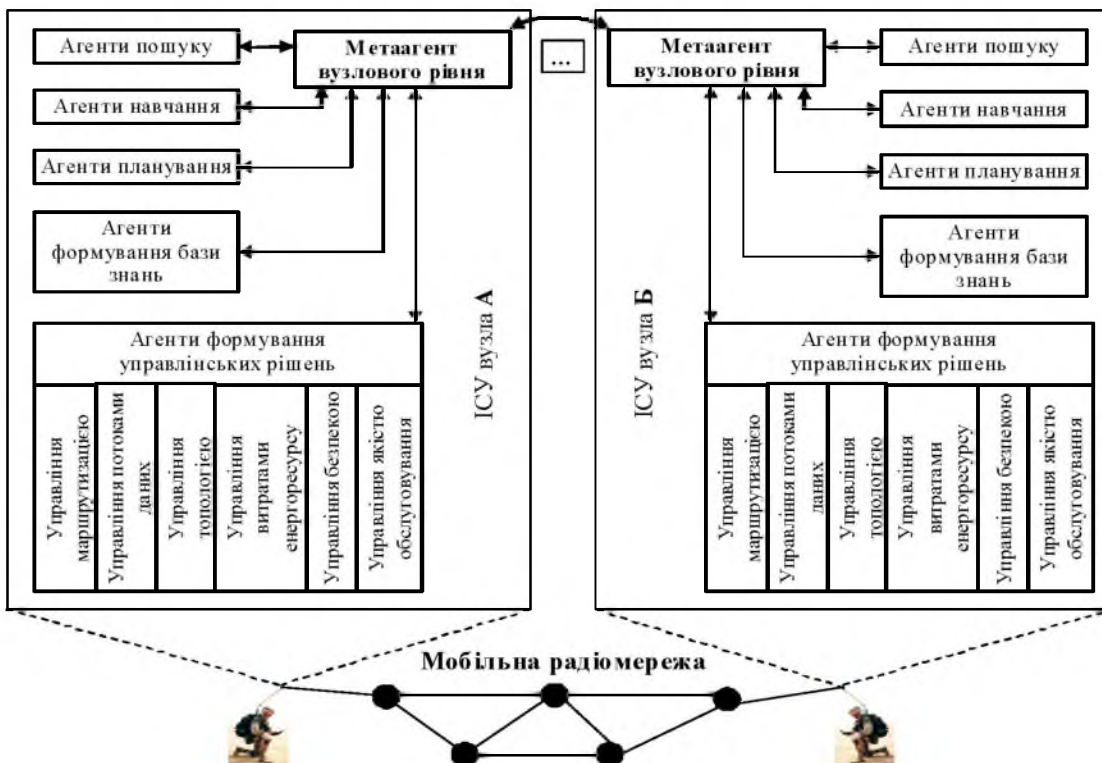 Агенти пошуку
Метаагент
вузлового рівня
Агенти навчання
Агенти планування
Агенти
формування бази
знань
Агенти формування
управлінських рішень
Управління
маршрутизацією
Управління потоками
даних
Управління
топологією
Управління
витратами
енергоресурсу
Управління безпекою
Управління якістю
обслуговування
ІСУ вузла А
...
Метаагент
вузлового рівня
Агенти пошуку
Агенти навчання
Агенти планування
Агенти
формування бази
знань
ІСУ вузла Б
Агенти формування
управлінських рішень
Управління
маршрутизацією
Управління потоками
даних
Управління
топологією
Управління
витратами
енергоресурсу
Управління безпекою
Управління якістю
обслуговування
Мобільна радіомережа